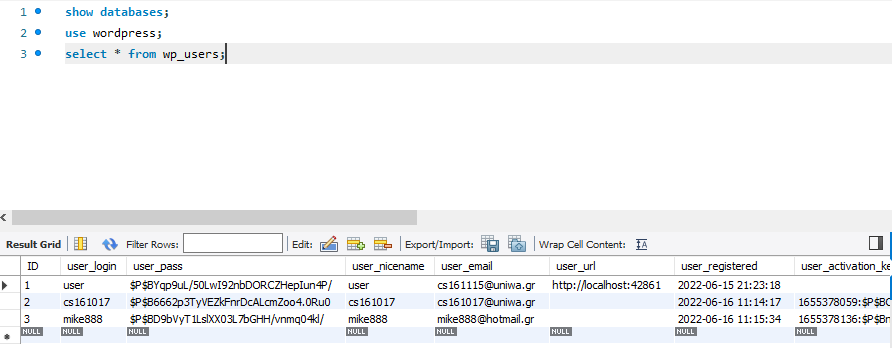 1 show databases;
2 use wordpress;
3 select * from wp_users;
Result Grid Filter Rows: Edit: Export/Import: Wrap Cell Content: IA
ID user_login user_pass user_nicename user_email user_url user_registered user_activation_ke
1 user $P$BYqp9uL/50LwI92nbDORCZHepIun4P/ user cs161115@uniwa.gr http://localhost:42861 2022-06-15 21:23:18
2 cs161017 $P$B6662p3TyVEZkFnrDcALcmZoo4.0Ru0 cs161017 cs161017@uniwa.gr 2022-06-16 11:14:17 1655378059:$P$BC
3 mike888 $P$BD9bVyT1LslXX03L7bGHH/vnmq04kl/ mike888 mike888@hotmail.gr 2022-06-16 11:15:34 1655378136:$P$Br
NULL NULL NULL NULL NULL NULL NULL NULL